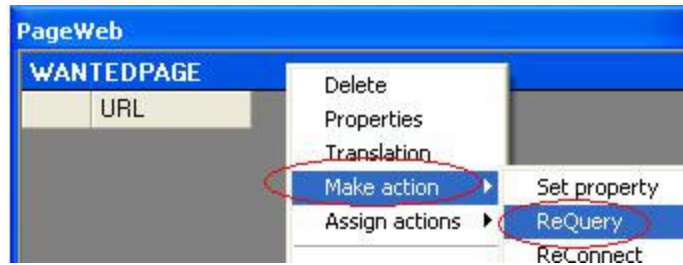 PageWeb
WANTEDPAGE
URL
Delete
Properties
Translation
Make action
Assign actions
Set property
ReQuery
ReConnect